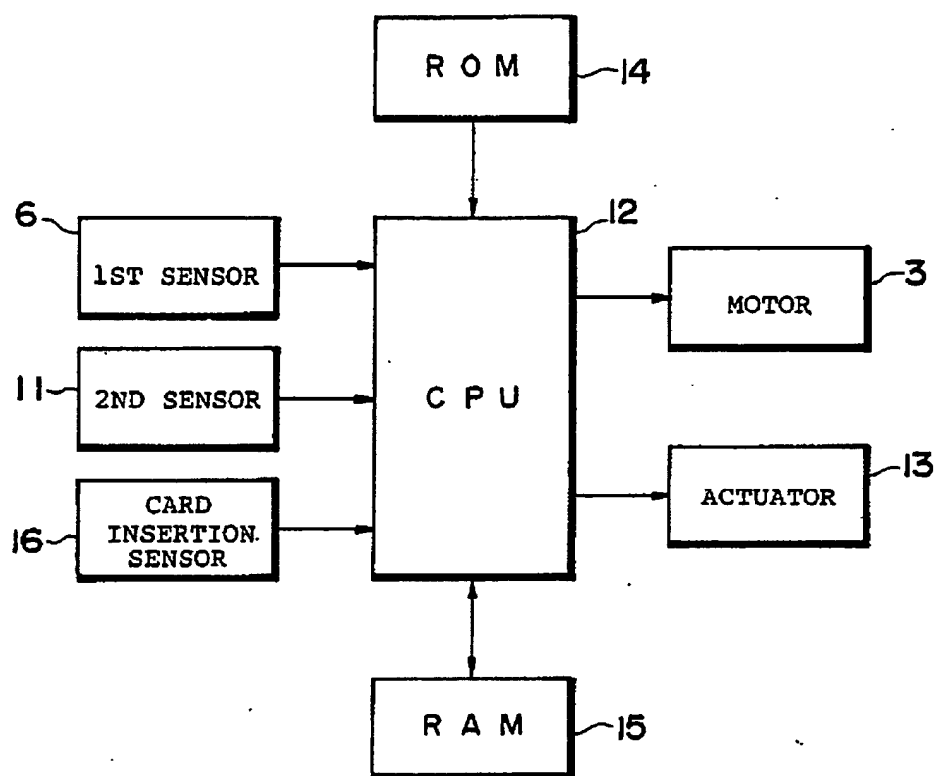 ROM
14
6
12
1ST SENSOR
3
MOTOR
11
2ND SENSOR
CPU
13
ACTUATOR
16
CARD
INSERTION
SENSOR
RAM
15